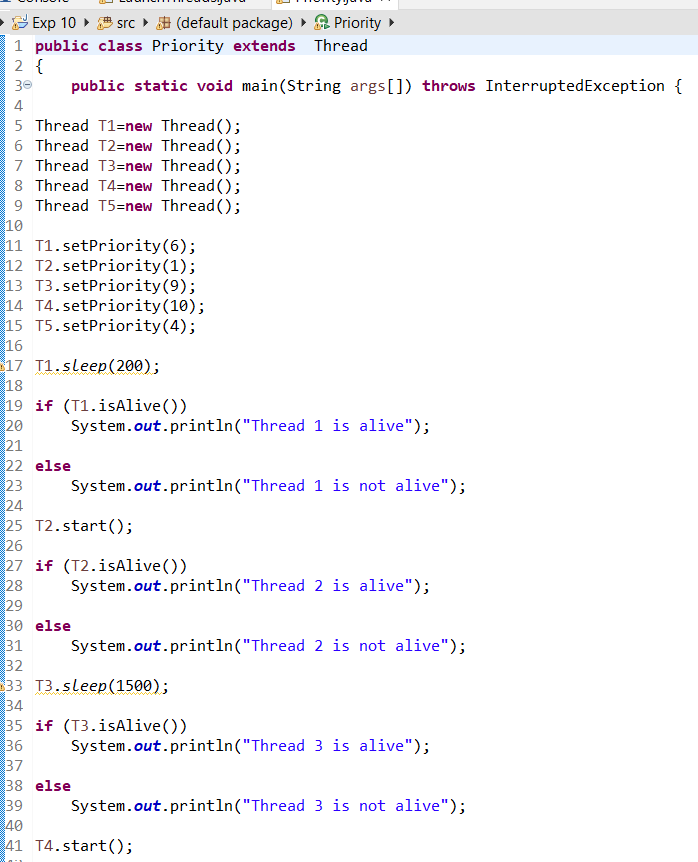 Exp 10 src (default package) Priority
1 public class Priority extends  Thread
2 {
3     public static void main(String args[]) throws InterruptedException {
4
5 Thread T1=new Thread();
6 Thread T2=new Thread();
7 Thread T3=new Thread();
8 Thread T4=new Thread();
9 Thread T5=new Thread();
10
11 T1.setPriority(6);
12 T2.setPriority(1);
13 T3.setPriority(9);
14 T4.setPriority(10);
15 T5.setPriority(4);
16
17 T1.sleep(200);
18
19 if (T1.isAlive())
20     System.out.println("Thread 1 is alive");
21
22 else
23     System.out.println("Thread 1 is not alive");
24
25 T2.start();
26
27 if (T2.isAlive())
28     System.out.println("Thread 2 is alive");
29
30 else
31     System.out.println("Thread 2 is not alive");
32
33 T3.sleep(1500);
34
35 if (T3.isAlive())
36     System.out.println("Thread 3 is alive");
37
38 else
39     System.out.println("Thread 3 is not alive");
40
41 T4.start();